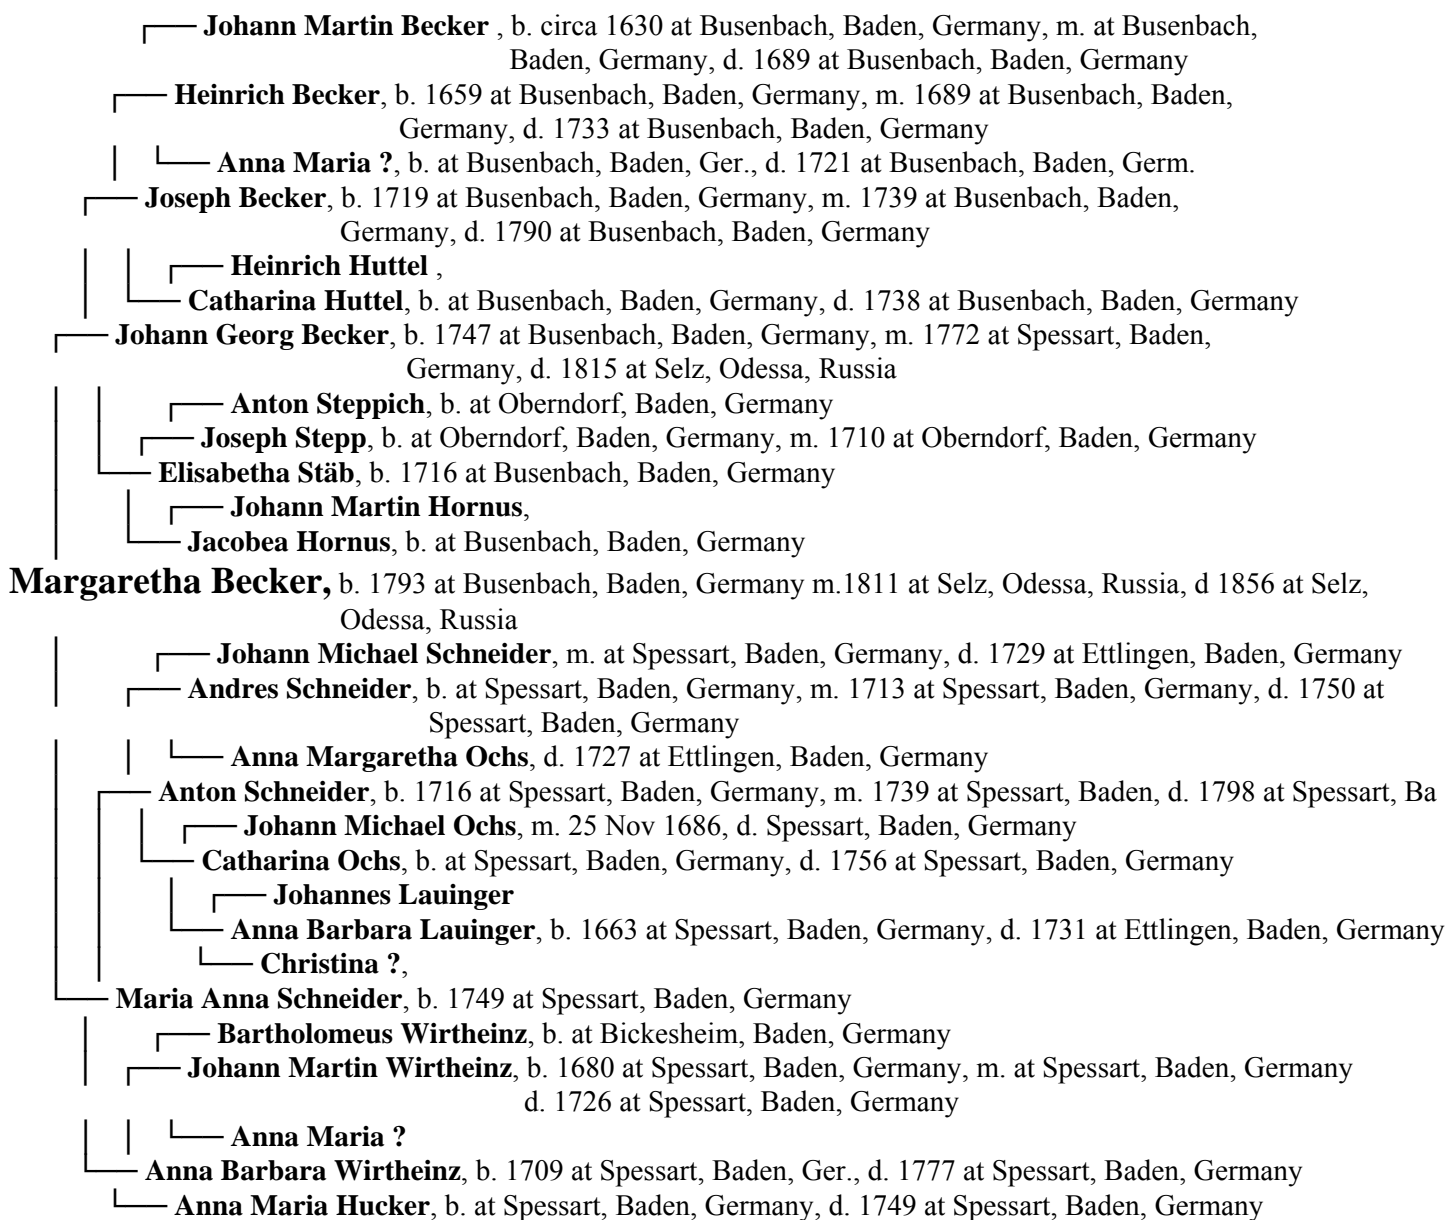 Johann Martin Becker , b. circa 1630 at Busenbach, Baden, Germany, m. at Busenbach,
Baden, Germany, d. 1689 at Busenbach, Baden, Germany
Heinrich Becker, b. 1659 at Busenbach, Baden, Germany, m. 1689 at Busenbach, Baden,
Germany, d. 1733 at Busenbach, Baden, Germany
Anna Maria ?, b. at Busenbach, Baden, Ger., d. 1721 at Busenbach, Baden, Germ.
Joseph Becker, b. 1719 at Busenbach, Baden, Germany, m. 1739 at Busenbach, Baden,
Germany, d. 1790 at Busenbach, Baden, Germany
Heinrich Huttel ,
Catharina Huttel, b. at Busenbach, Baden, Germany, d. 1738 at Busenbach, Baden, Germany
Johann Georg Becker, b. 1747 at Busenbach, Baden, Germany, m. 1772 at Spessart, Baden,
Germany, d. 1815 at Selz, Odessa, Russia
Anton Steppich, b. at Oberndorf, Baden, Germany
Joseph Stepp, b. at Oberndorf, Baden, Germany, m. 1710 at Oberndorf, Baden, Germany
Elisabetha Stäb, b. 1716 at Busenbach, Baden, Germany
Johann Martin Hornus,
Jacobea Hornus, b. at Busenbach, Baden, Germany
Margaretha Becker, b. 1793 at Busenbach, Baden, Germany m.1811 at Selz, Odessa, Russia, d 1856 at Selz,
Odessa, Russia
Johann Michael Schneider, m. at Spessart, Baden, Germany, d. 1729 at Ettlingen, Baden, Germany
Andres Schneider, b. at Spessart, Baden, Germany, m. 1713 at Spessart, Baden, Germany, d. 1750 at
Spessart, Baden, Germany
Anna Margaretha Ochs, d. 1727 at Ettlingen, Baden, Germany
Anton Schneider, b. 1716 at Spessart, Baden, Germany, m. 1739 at Spessart, Baden, d. 1798 at Spessart, Ba
Johann Michael Ochs, m. 25 Nov 1686, d. Spessart, Baden, Germany
Catharina Ochs, b. at Spessart, Baden, Germany, d. 1756 at Spessart, Baden, Germany
Johannes Lauinger
Anna Barbara Lauinger, b. 1663 at Spessart, Baden, Germany, d. 1731 at Ettlingen, Baden, Germany
Christina ?,
Maria Anna Schneider, b. 1749 at Spessart, Baden, Germany
Bartholomeus Wirtheinz, b. at Bickesheim, Baden, Germany
Johann Martin Wirtheinz, b. 1680 at Spessart, Baden, Germany, m. at Spessart, Baden, Germany
d. 1726 at Spessart, Baden, Germany
Anna Maria ?
Anna Barbara Wirtheinz, b. 1709 at Spessart, Baden, Ger., d. 1777 at Spessart, Baden, Germany
Anna Maria Hucker, b. at Spessart, Baden, Germany, d. 1749 at Spessart, Baden, Germany